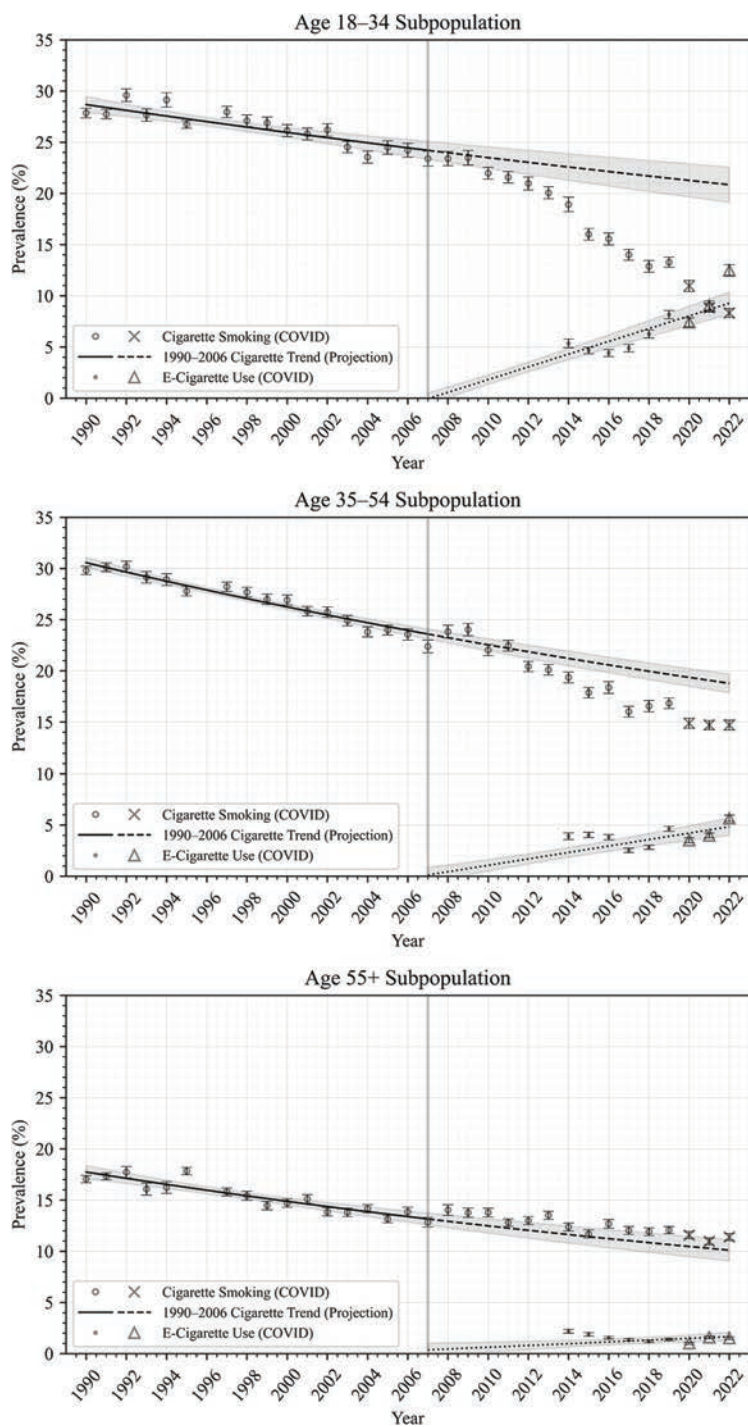 Age 18–34 Subpopulation
35
30
25
20
15
10
5
0
Prevalence (%)
Cigarette Smoking (COVID)
1990–2006 Cigarette Trend (Projection)
E-Cigarette Use (COVID)
1990 1992 1994 1996 1998 2000 2002 2004 2006 2008 2010 2012 2014 2016 2018 2020 2022
Year
Age 35–54 Subpopulation
35
30
25
20
15
10
5
0
Prevalence (%)
Cigarette Smoking (COVID)
1990–2006 Cigarette Trend (Projection)
E-Cigarette Use (COVID)
1990 1992 1994 1996 1998 2000 2002 2004 2006 2008 2010 2012 2014 2016 2018 2020 2022
Year
Age 55+ Subpopulation
35
30
25
20
15
10
5
0
Prevalence (%)
Cigarette Smoking (COVID)
1990–2006 Cigarette Trend (Projection)
E-Cigarette Use (COVID)
1990 1992 1994 1996 1998 2000 2002 2004 2006 2008 2010 2012 2014 2016 2018 2020 2022
Year